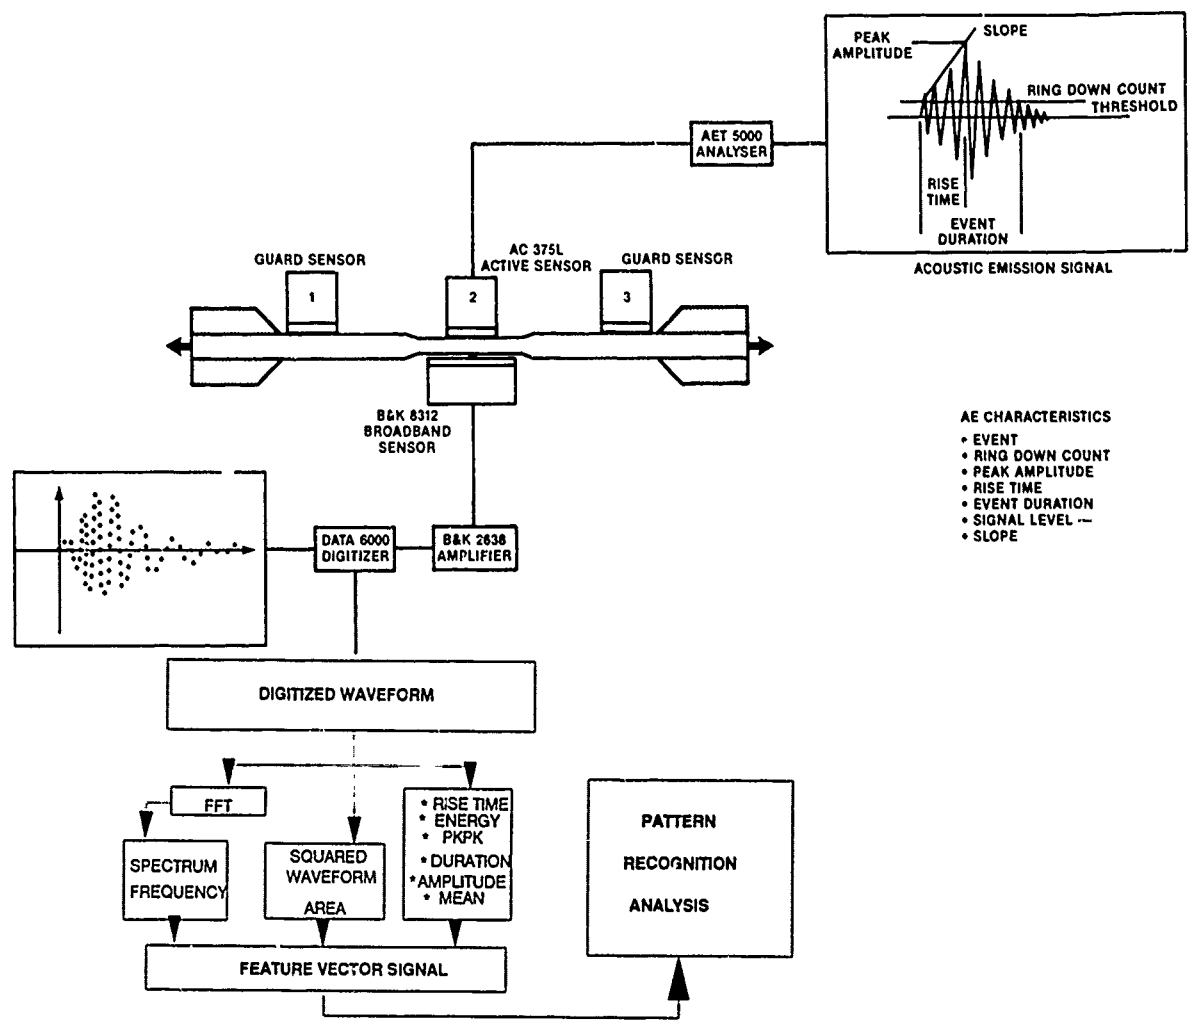 SLOPE
PEAK
AMPLITUDE
RING DOWN COUNT
THRESHOLD
AET 5000
ANALYSER
RISE
TIME
EVENT
DURATION
ACOUSTIC EMISSION SIGNAL
GUARD SENSOR
AC 375L
ACTIVE SENSOR
GUARD SENSOR
1
2
3
B&K 8312
BROADBAND
SENSOR
AE CHARACTERISTICS
• EVENT
• RING DOWN COUNT
• PEAK AMPLITUDE
• RISE TIME
• EVENT DURATION
• SIGNAL LEVEL —
• SLOPE
DATA 6000
DIGITIZER
B&K 2638
AMPLIFIER
DIGITIZED WAVEFORM
FFT
* RISE TIME
* ENERGY
* PKPK
* DURATION
* AMPLITUDE
* MEAN
SPECTRUM
FREQUENCY
SQUARED
WAVEFORM
AREA
PATTERN
RECOGNITION
ANALYSIS
FEATURE VECTOR SIGNAL